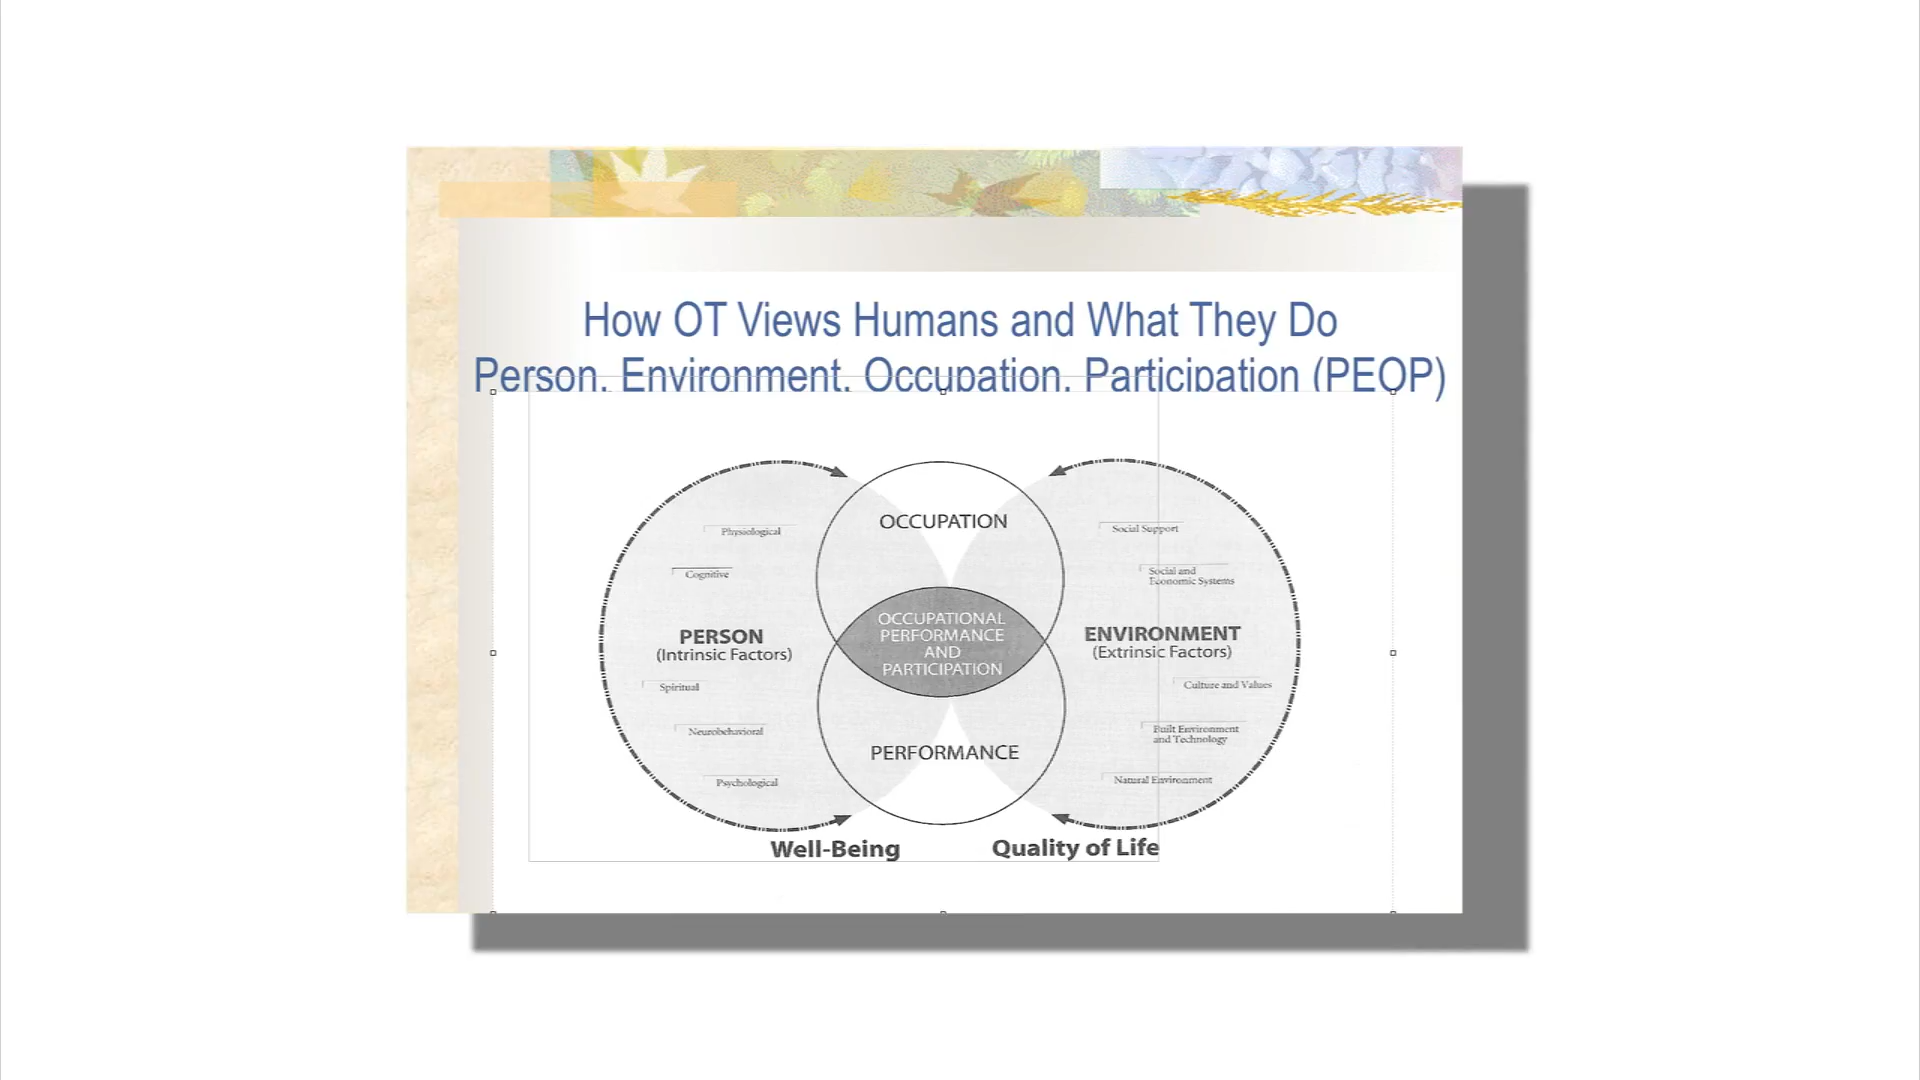 How OT Views Humans and What They Do
Person, Environment, Occupation, Participation (PEOP)
OCCUPATION
Physiological
Cognitive
PERSON
(Intrinsic Factors)
Spiritual
Neurobehavioral
Psychological
OCCUPATIONAL
PERFORMANCE
AND
PARTICIPATION
PERFORMANCE
Social Support
Social and
Economic Systems
ENVIRONMENT
(Extrinsic Factors)
Culture and Values
Built Environment
and Technology
Natural Environment
Well-Being
Quality of Life